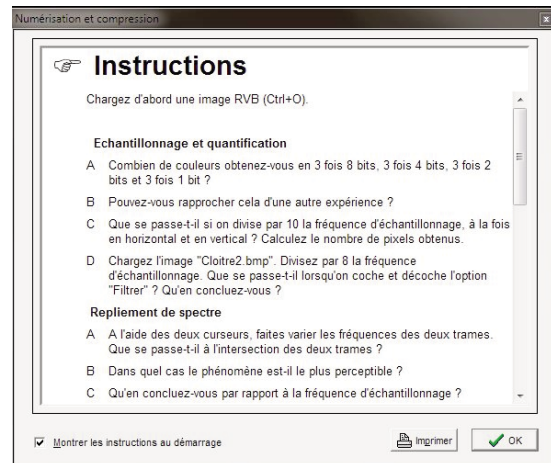 Numérisation et compression
Instructions
Chargez d'abord une image RVB (Ctrl+O).
Echantillonnage et quantification
A Combien de couleurs obtenez-vous en 3 fois 8 bits, 3 fois 4 bits, 3 fois 2
bits et 3 fois 1 bit ?
B Pouvez-vous rapprocher cela d'une autre expérience ?
C Que se passe-t-il si on divise par 10 la fréquence d'échantillonnage, à la fois
en horizontal et en vertical ? Calculez le nombre de pixels obtenus.
D Chargez l'image "Cloitre2.bmp". Divisez par 8 la fréquence
d'échantillonnage. Que se passe-t-il lorsqu'on coche et décoche l'option
"Filtrer" ? Qu'en concluez-vous ?
Repliement de spectre
A A l'aide des deux curseurs, faites varier les fréquences des deux trames.
Que se passe-t-il à l'intersection des deux trames ?
B Dans quel cas le phénomène est-il le plus perceptible ?
C Qu'en concluez-vous par rapport à la fréquence d'échantillonnage ?
Montrer les instructions au démarrage
Imprimer
OK